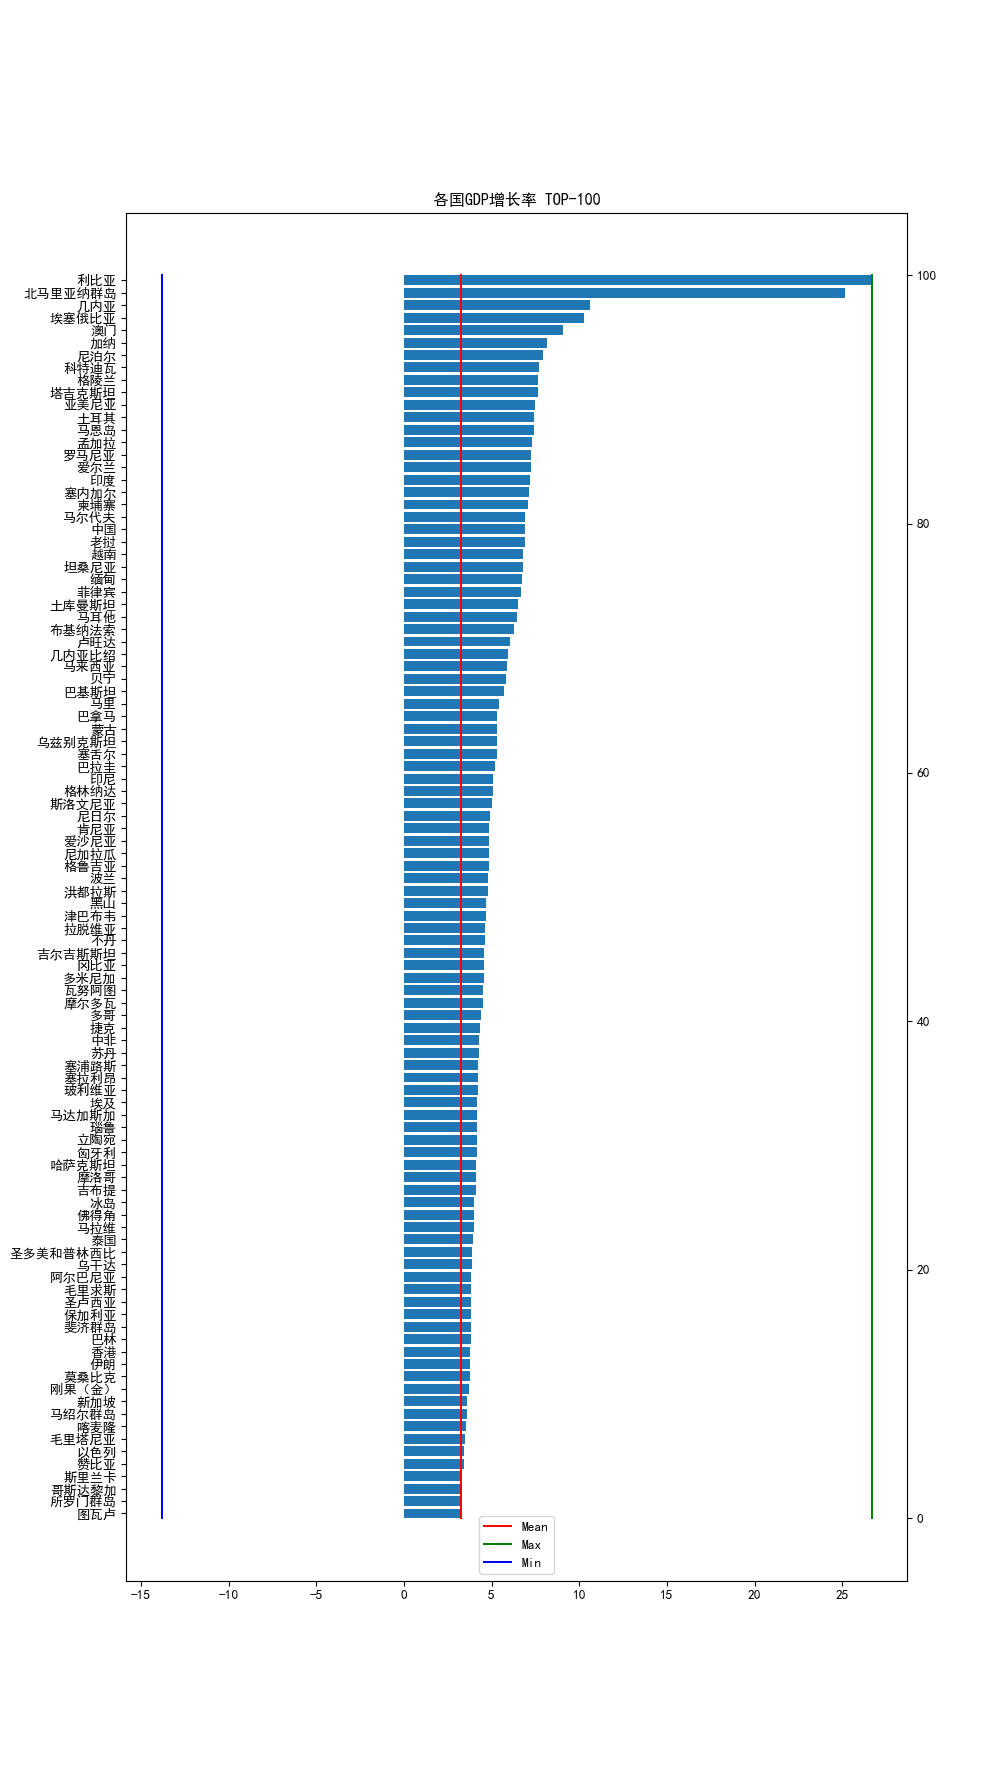 各国GDP增长率 TOP-100
利比亚
北马里亚纳群岛
几内亚
埃塞俄比亚
澳门
加纳
尼泊尔
科特迪瓦
格陵兰
塔吉克斯坦
亚美尼亚
土耳其
马恩岛
孟加拉
罗马尼亚
爱尔兰
印度
塞内加尔
柬埔寨
马尔代夫
中国
老挝
越南
坦桑尼亚
缅甸
菲律宾
土库曼斯坦
马耳他
布基纳法索
卢旺达
几内亚比绍
马来西亚
贝宁
巴基斯坦
马里
巴拿马
蒙古
乌兹别克斯坦
塞舌尔
巴拉圭
印尼
格林纳达
斯洛文尼亚
尼日尔
肯尼亚
爱沙尼亚
尼加拉瓜
格鲁吉亚
波兰
洪都拉斯
黑山
津巴布韦
拉脱维亚
不丹
吉尔吉斯斯坦
冈比亚
多米尼加
瓦努阿图
摩尔多瓦
多哥
捷克
中非
苏丹
塞浦路斯
塞拉利昂
玻利维亚
埃及
马达加斯加
瑙鲁
立陶宛
匈牙利
哈萨克斯坦
摩洛哥
吉布提
冰岛
佛得角
马拉维
泰国
圣多美和普林西比
乌干达
阿尔巴尼亚
毛里求斯
圣卢西亚
保加利亚
斐济群岛
巴林
香港
伊朗
莫桑比克
刚果（金）
新加坡
马绍尔群岛
喀麦隆
毛里塔尼亚
以色列
赞比亚
斯里兰卡
哥斯达黎加
所罗门群岛
图瓦卢
100
80
60
40
20
0
Mean
Max
Min
−15 −10 −5 0 5 10 15 20 25